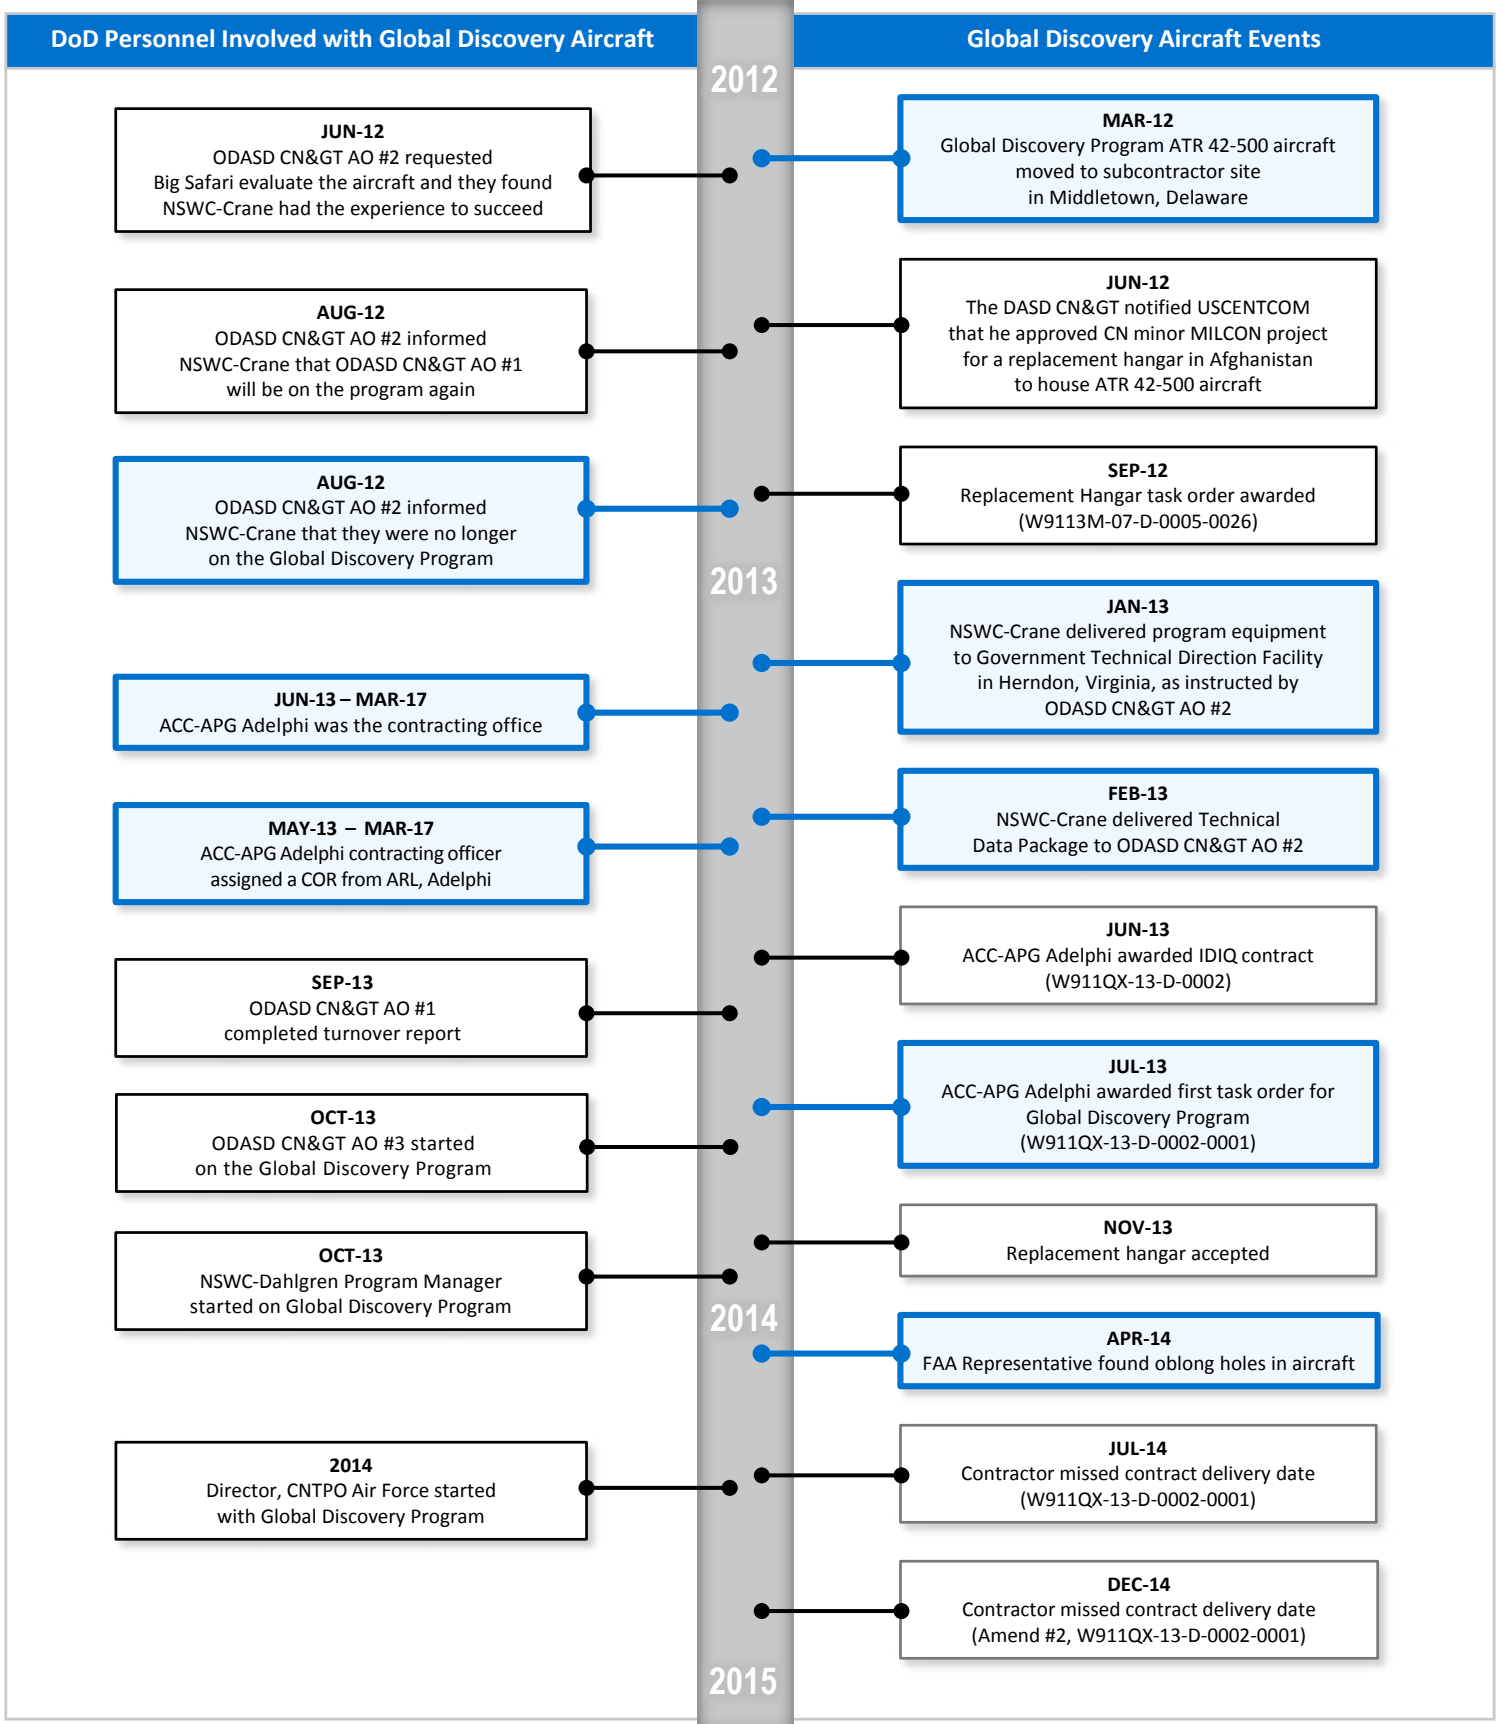 DoD Personnel Involved with Global Discovery Aircraft
Global Discovery Aircraft Events
2012
JUN-12
ODASD CN&GT AO #2 requested
Big Safari evaluate the aircraft and they found
NSWC-Crane had the experience to succeed
MAR-12
Global Discovery Program ATR 42-500 aircraft
moved to subcontractor site
in Middletown, Delaware
AUG-12
ODASD CN&GT AO #2 informed
NSWC-Crane that ODASD CN&GT AO #1
will be on the program again
JUN-12
The DASD CN&GT notified USCENTCOM
that he approved CN minor MILCON project
for a replacement hangar in Afghanistan
to house ATR 42-500 aircraft
AUG-12
ODASD CN&GT AO #2 informed
NSWC-Crane that they were no longer
on the Global Discovery Program
SEP-12
Replacement Hangar task order awarded
(W9113M-07-D-0005-0026)
2013
JAN-13
NSWC-Crane delivered program equipment
to Government Technical Direction Facility
in Herndon, Virginia, as instructed by
ODASD CN&GT AO #2
JUN-13 – MAR-17
ACC-APG Adelphi was the contracting office
FEB-13
NSWC-Crane delivered Technical
Data Package to ODASD CN&GT AO #2
MAY-13 – MAR-17
ACC-APG Adelphi contracting officer
assigned a COR from ARL, Adelphi
JUN-13
ACC-APG Adelphi awarded IDIQ contract
(W911QX-13-D-0002)
SEP-13
ODASD CN&GT AO #1
completed turnover report
JUL-13
ACC-APG Adelphi awarded first task order for
Global Discovery Program
(W911QX-13-D-0002-0001)
OCT-13
ODASD CN&GT AO #3 started
on the Global Discovery Program
NOV-13
Replacement hangar accepted
OCT-13
NSWC-Dahlgren Program Manager
started on Global Discovery Program
2014
APR-14
FAA Representative found oblong holes in aircraft
2014
Director, CNTPO Air Force started
with Global Discovery Program
JUL-14
Contractor missed contract delivery date
(W911QX-13-D-0002-0001)
DEC-14
Contractor missed contract delivery date
(Amend #2, W911QX-13-D-0002-0001)
2015